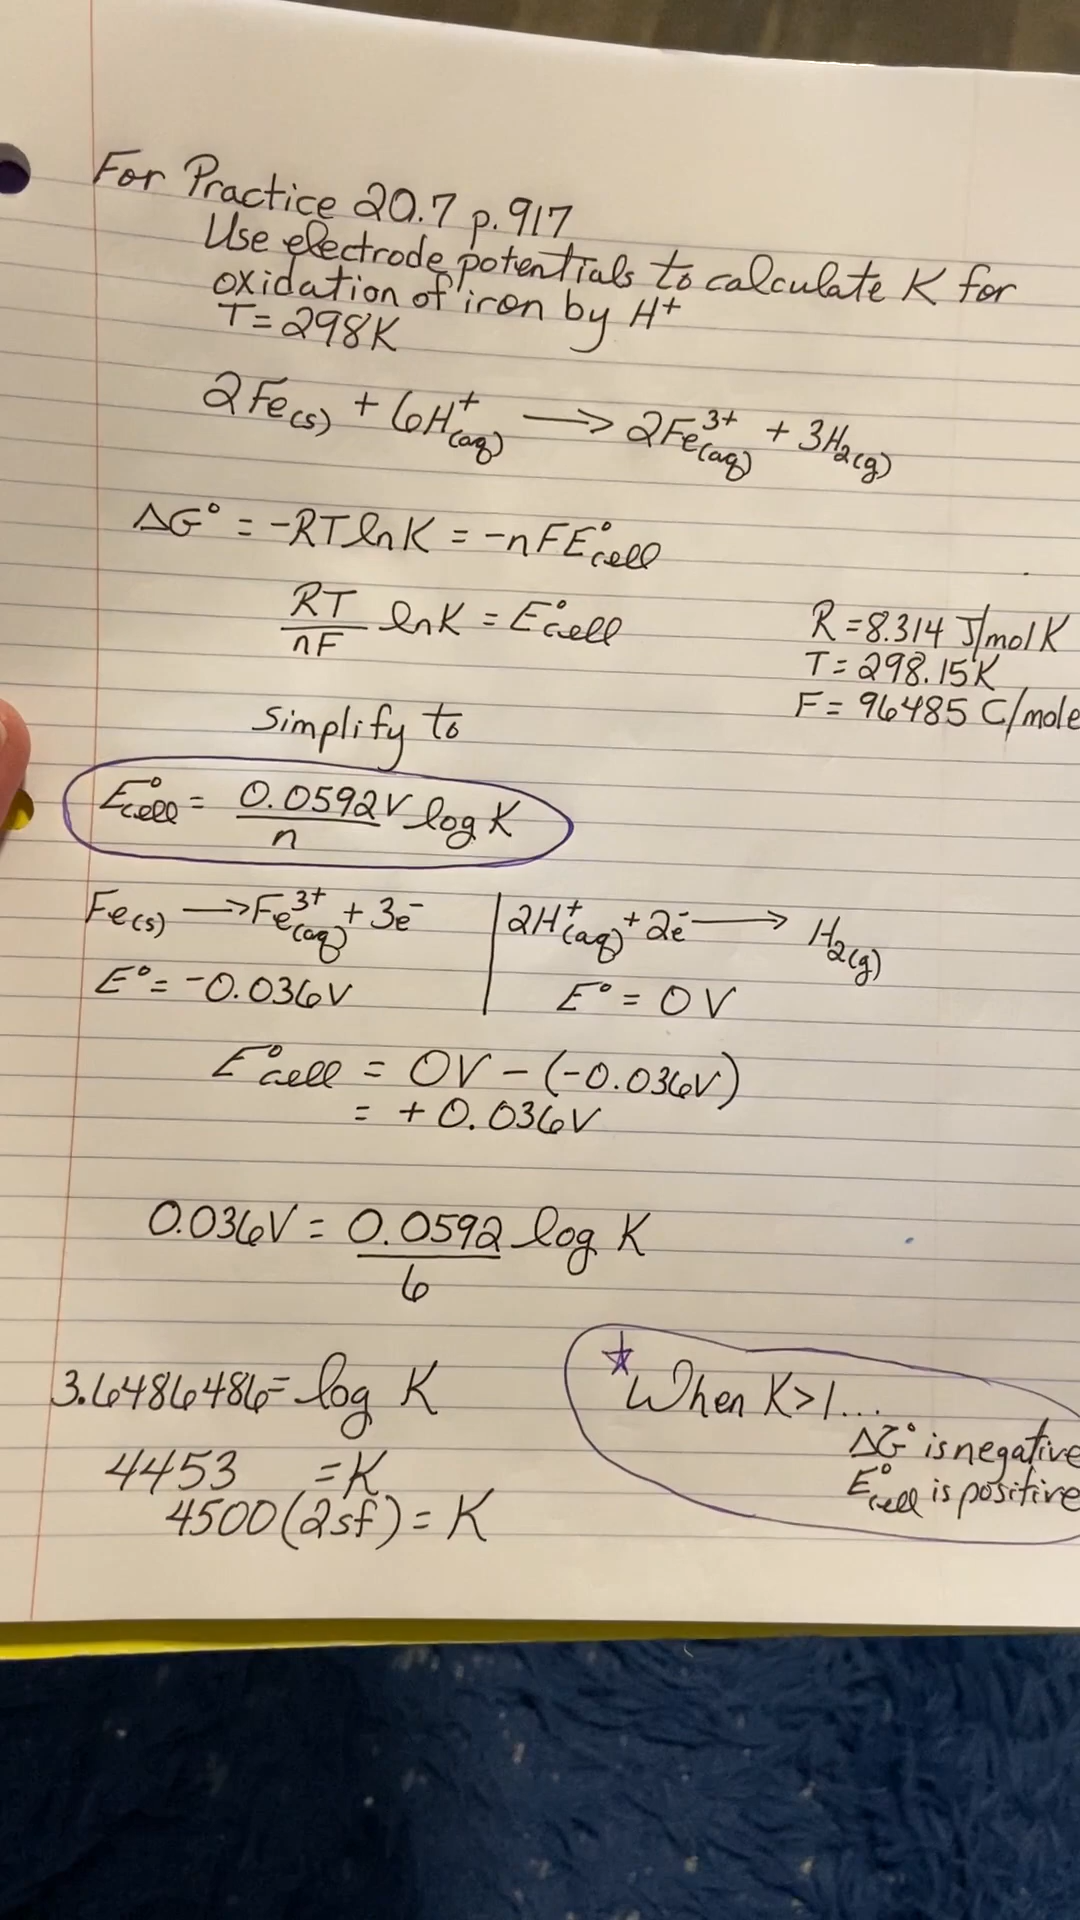 For Practice 20.7 p.917
Use electrode potentials to calculate K for
oxidation of iron by H⁺
T=298K
2Fe(s) + 6H⁺(aq) ⟶ 2Fe³⁺(aq) + 3H₂(g)
ΔG° = -RTlnK = -nFE°cell
RT/nF lnK = E°cell
R=8.314 J/molK
T=298.15K
F=96485 C/mole
Simplify to
E°cell = 0.0592V/n log K
Fe(s) ⟶ Fe³⁺(aq) + 3e⁻ | 2H⁺(aq) + 2e⁻ ⟶ H₂(g)
E°= -0.036V E° = 0V
E°cell = 0V - (-0.036V)
= +0.036V
0.036V = 0.0592/6 log K
3.6486486= log K
4453 =K
4500(2sf)= K
★When K>1...
ΔG° is negative
E°cell is positive